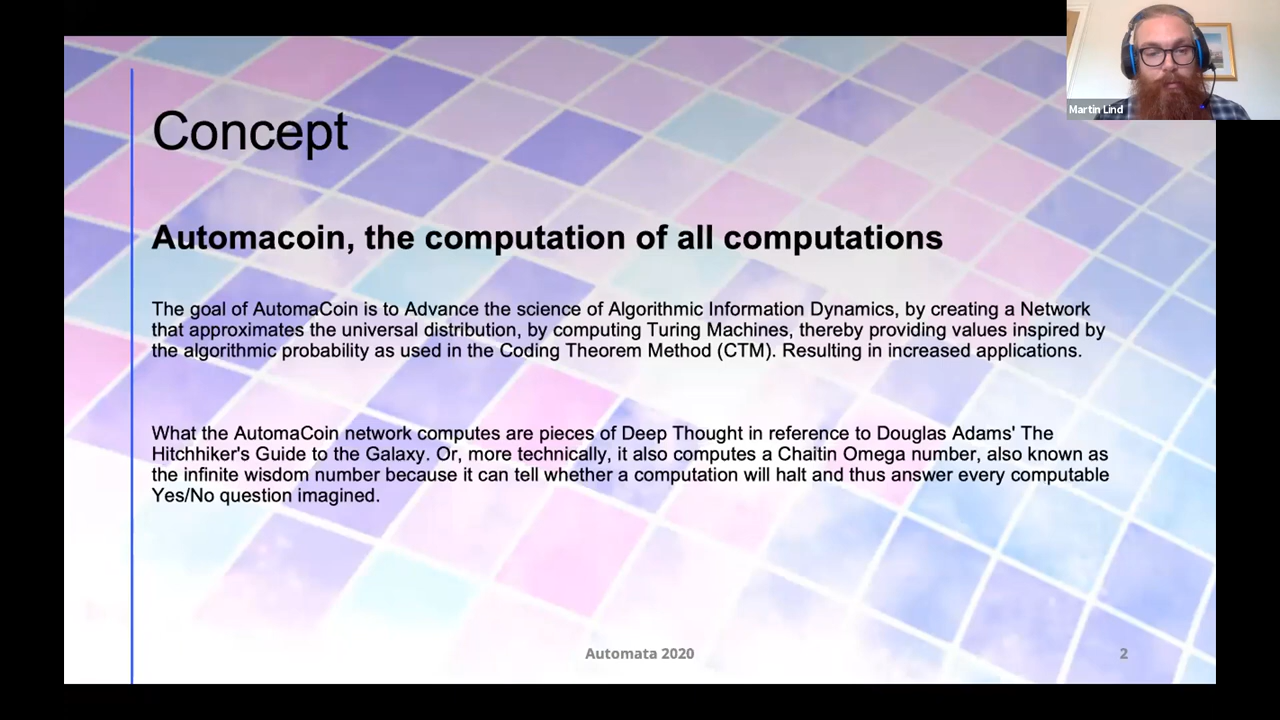 Martin Lind
Concept
Automacoin, the computation of all computations
The goal of AutomaCoin is to Advance the science of Algorithmic Information Dynamics, by creating a Network
that approximates the universal distribution, by computing Turing Machines, thereby providing values inspired by
the algorithmic probability as used in the Coding Theorem Method (CTM). Resulting in increased applications.
What the AutomaCoin network computes are pieces of Deep Thought in reference to Douglas Adams' The
Hitchhiker's Guide to the Galaxy. Or, more technically, it also computes a Chaitin Omega number, also known as
the infinite wisdom number because it can tell whether a computation will halt and thus answer every computable
Yes/No question imagined.
Automata 2020
2